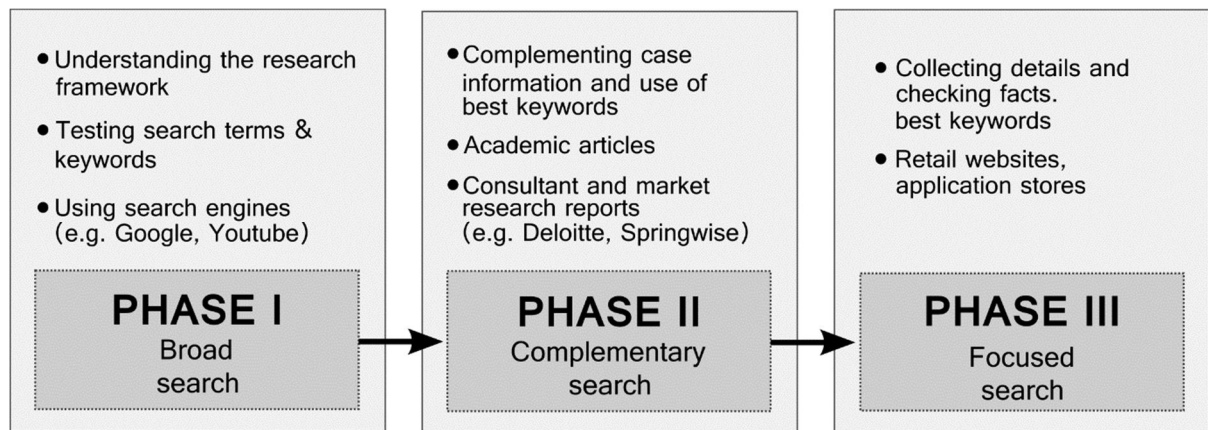 ● Understanding the research
framework
● Testing search terms &
keywords
● Using search engines
(e.g. Google, Youtube)
PHASE I
Broad
search
● Complementing case
information and use of
best keywords
● Academic articles
● Consultant and market
research reports
(e.g. Deloitte, Springwise)
PHASE II
Complementary
search
● Collecting details and
checking facts.
best keywords
● Retail websites,
application stores
PHASE III
Focused
search